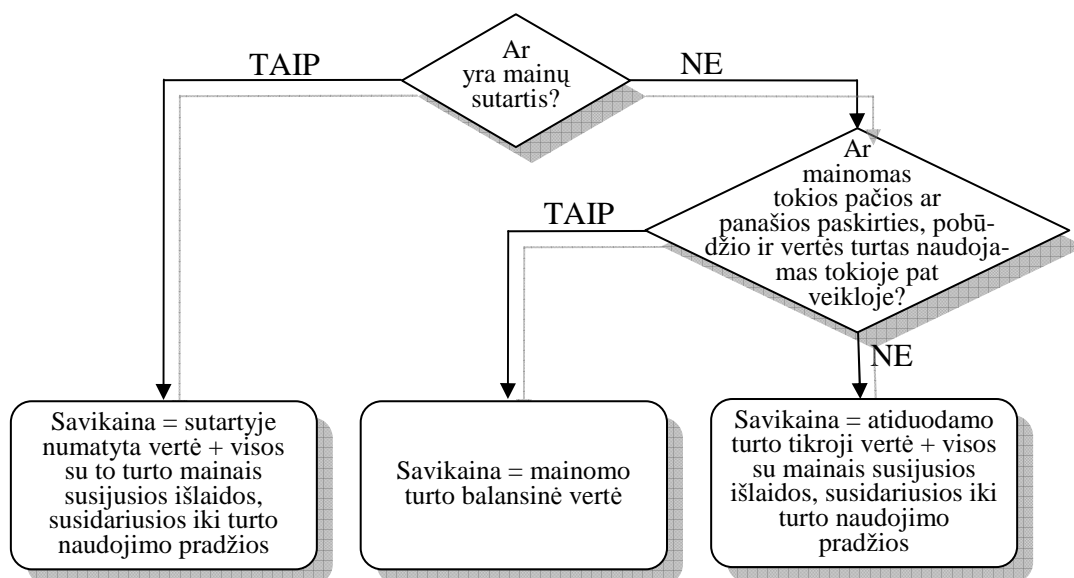 Ar
yra mainų
sutartis?
TAIP
NE
Ar
mainomas
tokios pačios ar
panašios paskirties, pobū-
džio ir vertės turtas naudoja-
mas tokioje pat
veikloje?
TAIP
NE
Savikaina = sutartyje
numatyta vertė + visos
su to turto mainais
susijusios išlaidos,
susidariusios iki turto
naudojimo pradžios
Savikaina = mainomo
turto balansinė vertė
Savikaina = atiduodamo
turto tikroji vertė + visos
su mainais susijusios
išlaidos, susidariusios iki
turto naudojimo
pradžios